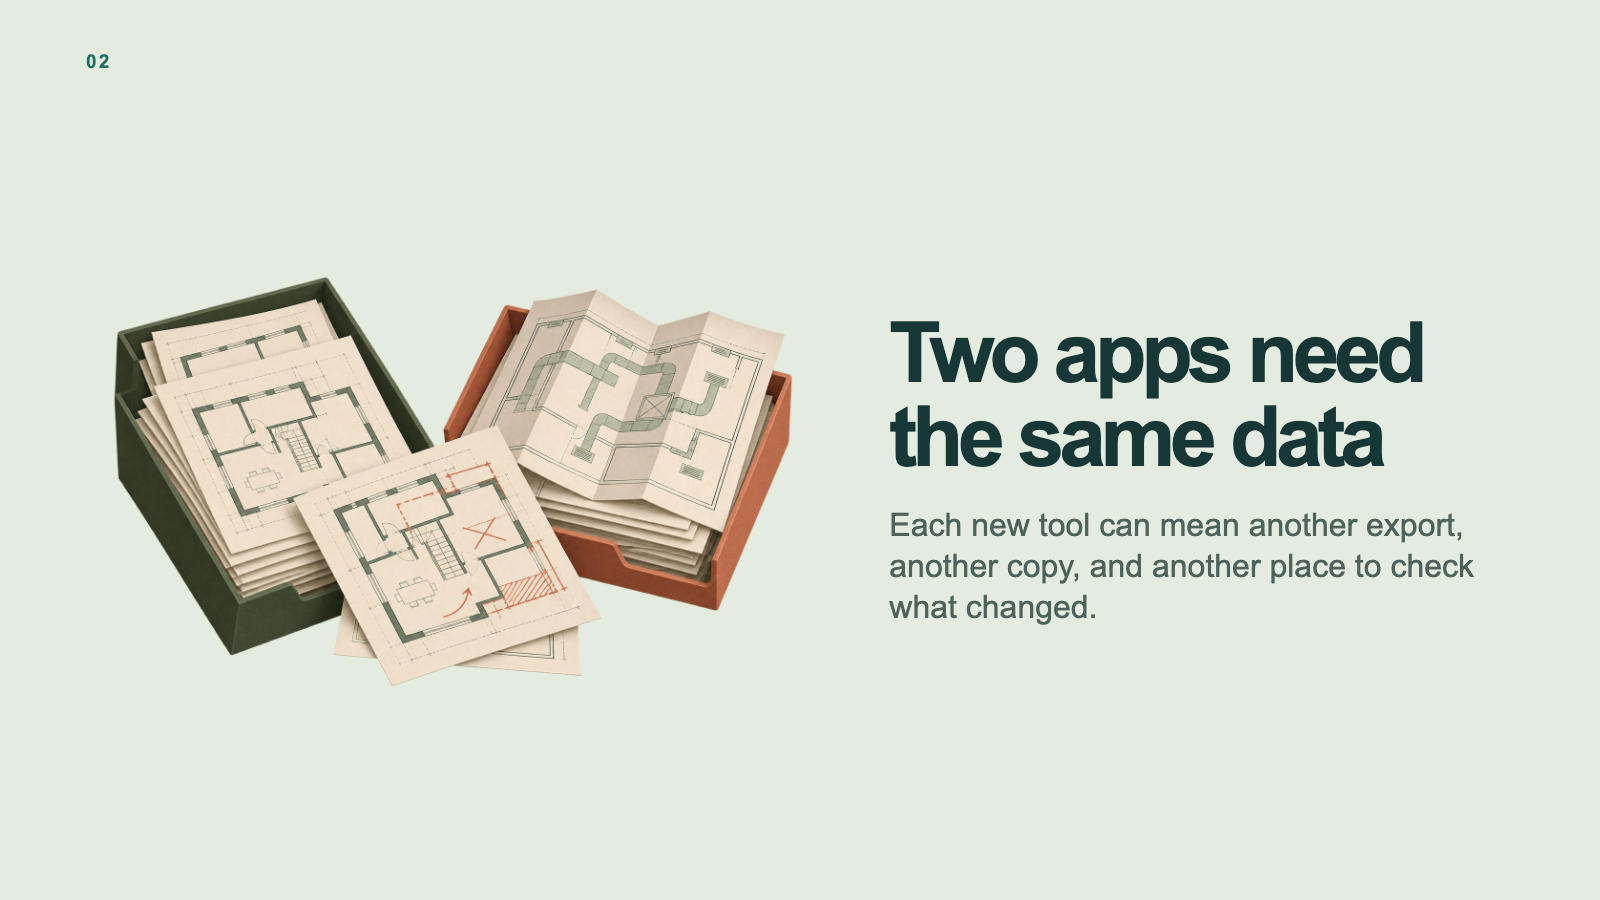 02
Two apps need
the same data
Each new tool can mean another export,
another copy, and another place to check
what changed.